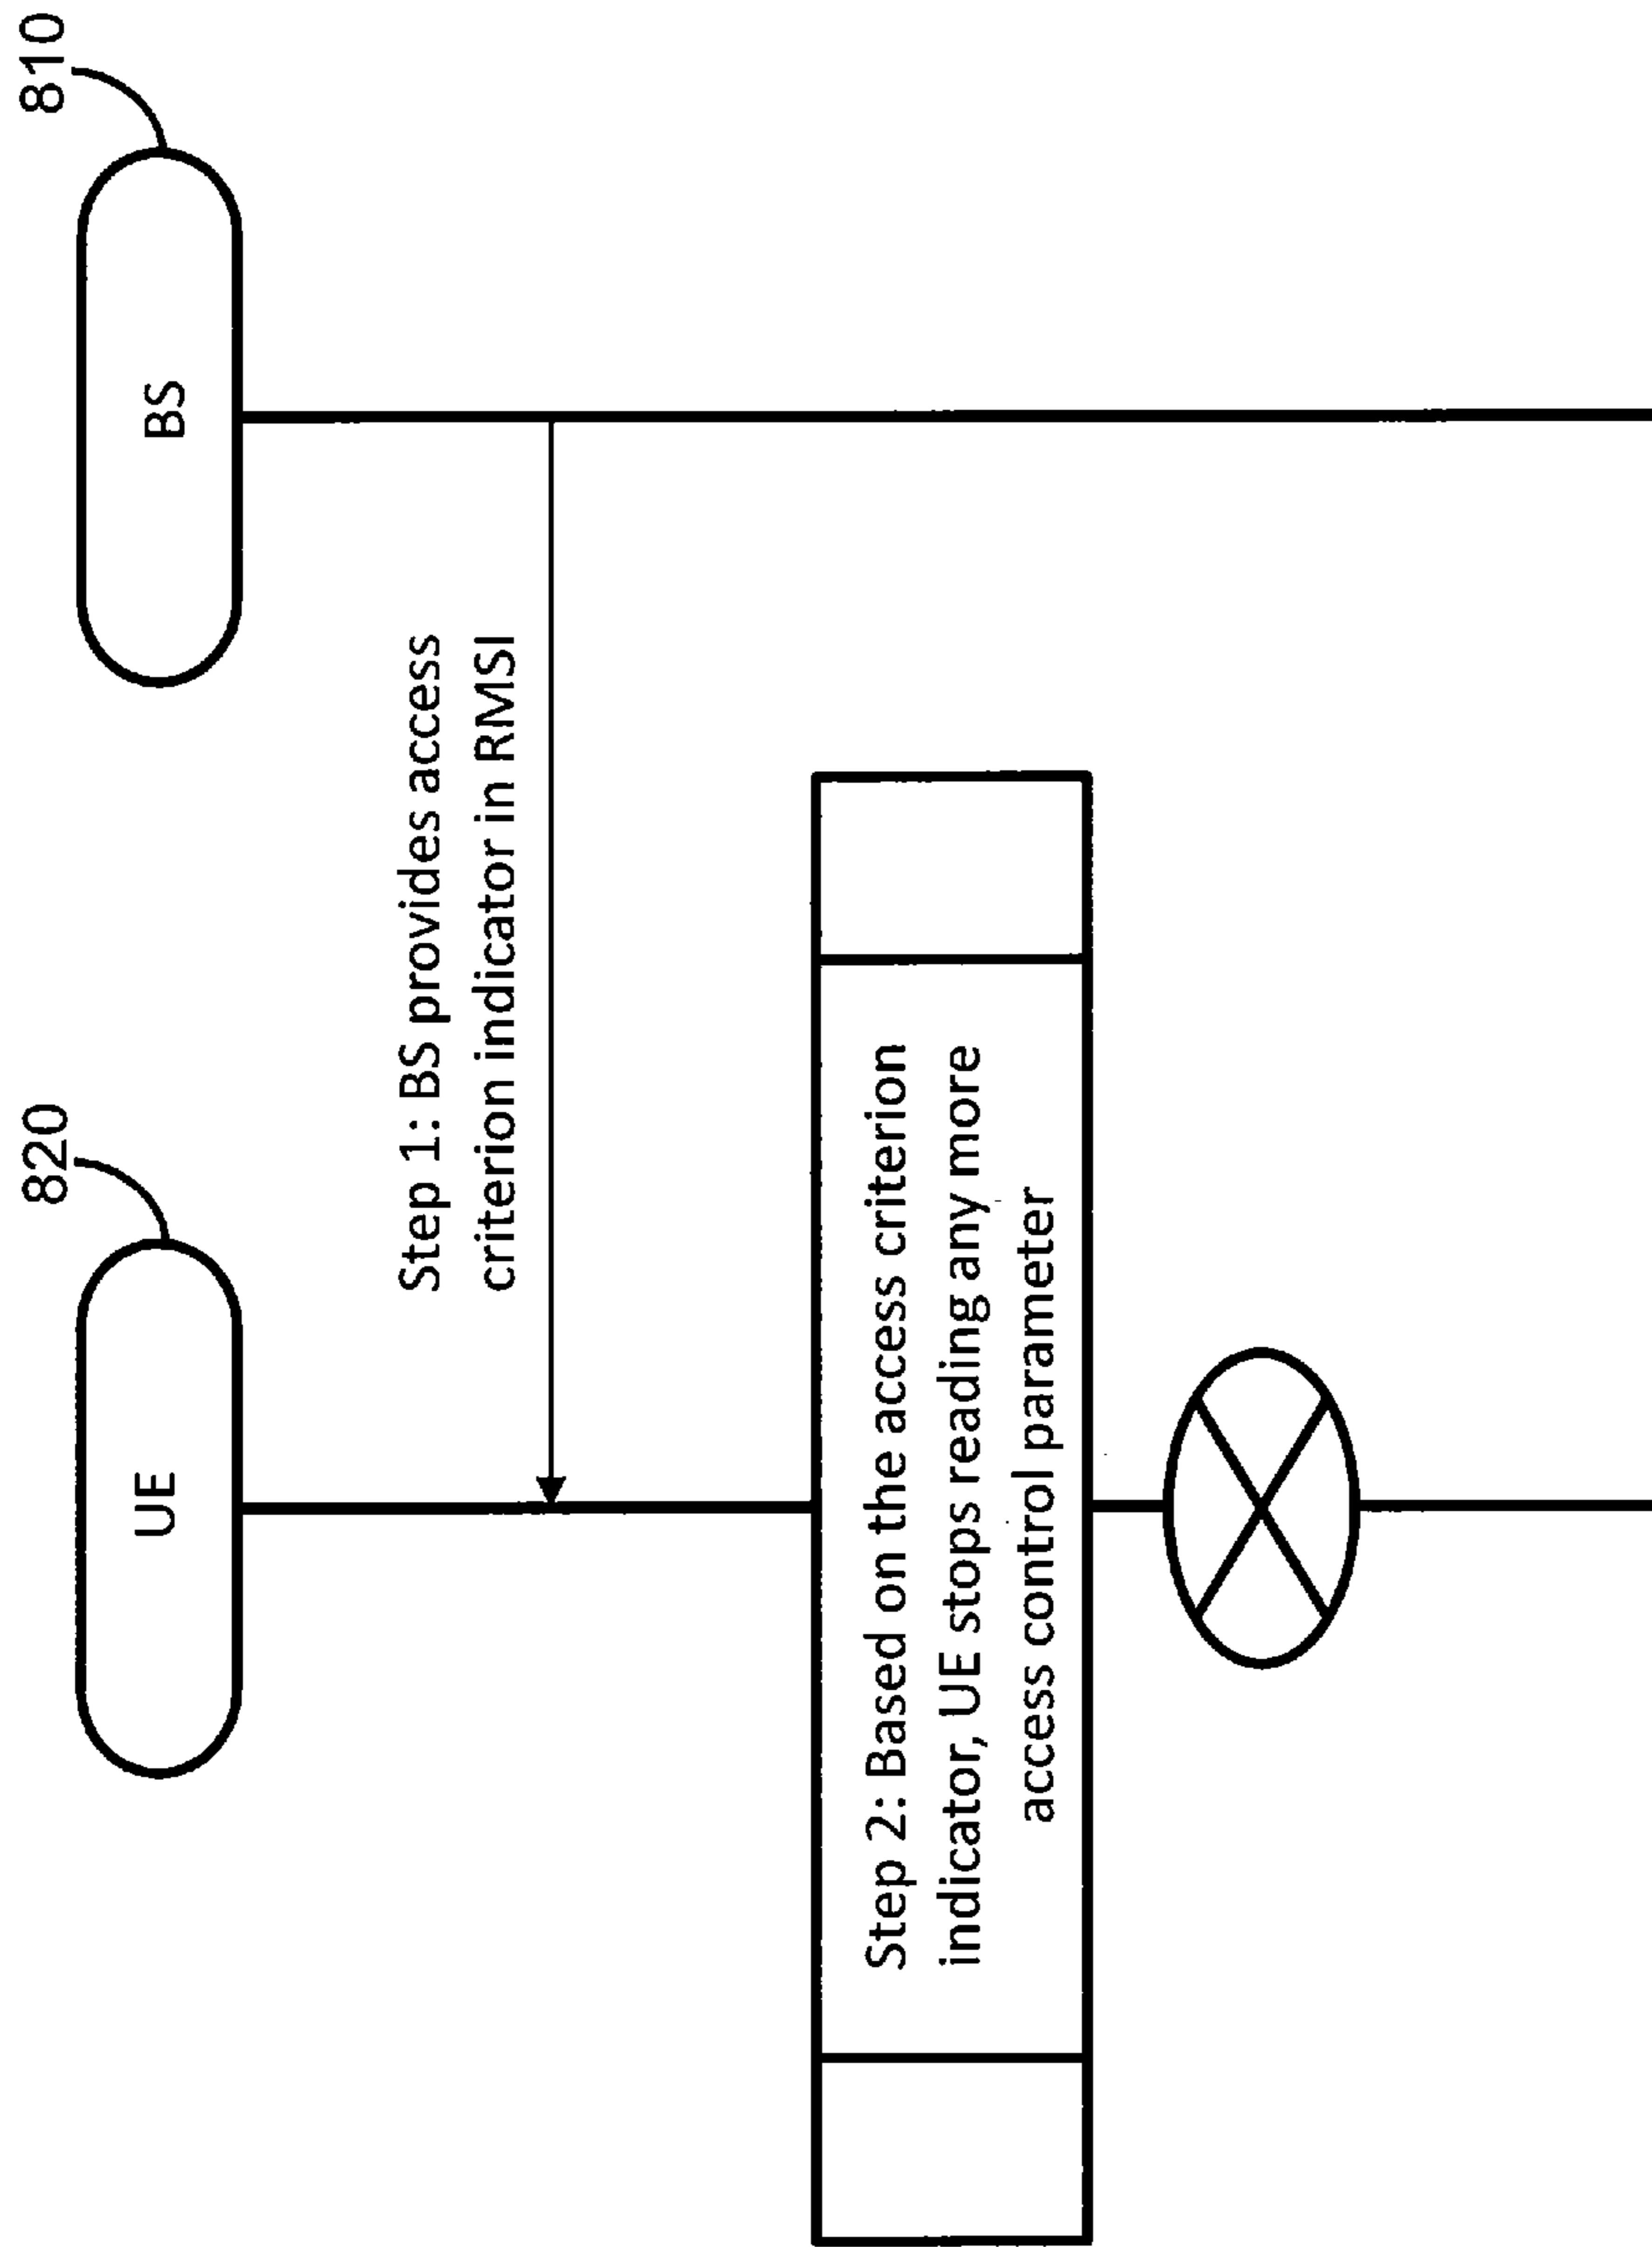 820
810
UE
BS
Step 1: BS provides access
criterion indicator in RMSI
Step 2: Based on the access criterion
indicator, UE stops reading any more
access control parameter